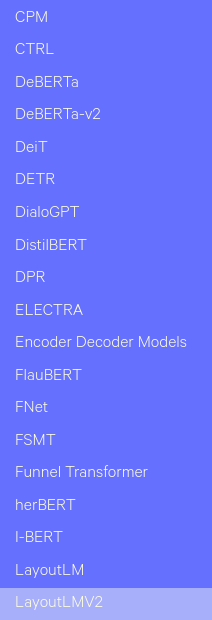 CPM
CTRL
DeBERTa
DeBERTa-v2
DeiT
DETR
DialoGPT
DistilBERT
DPR
ELECTRA
Encoder Decoder Models
FlauBERT
FNet
FSMT
Funnel Transformer
herBERT
I-BERT
LayoutLM
LayoutLMV2